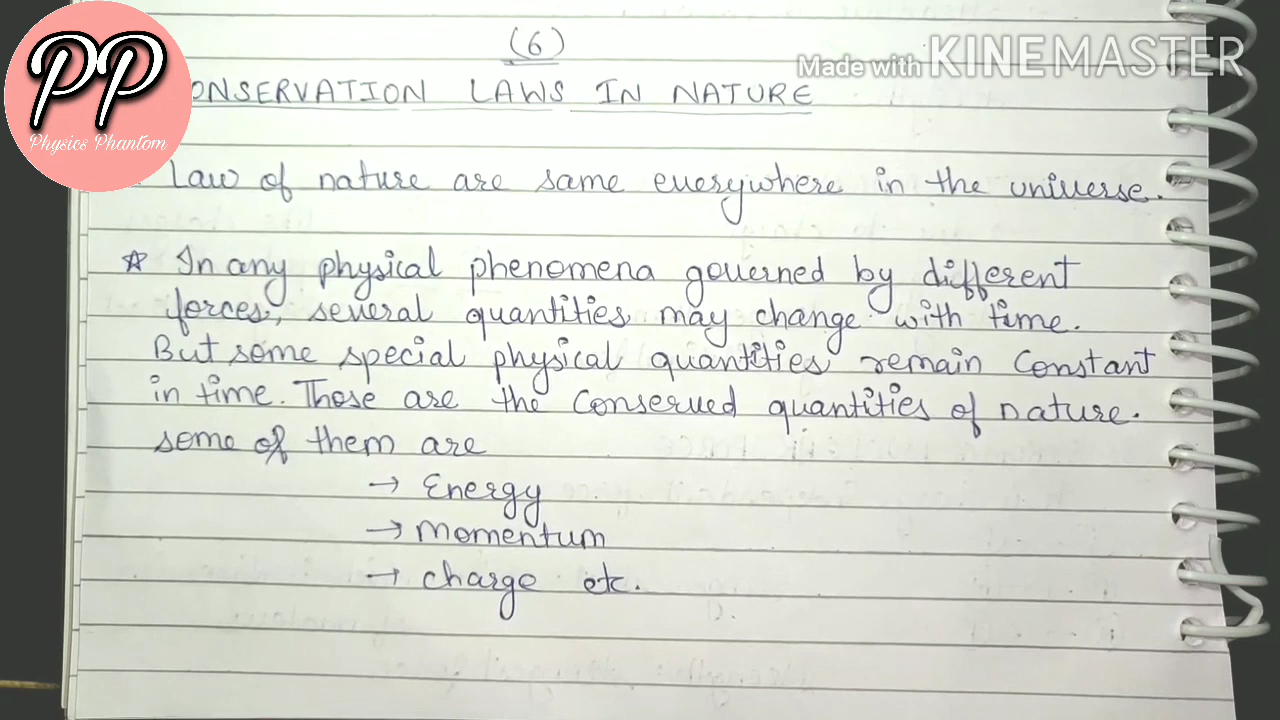 (6)
ONSERVATION LAWS IN NATURE
Law of nature are same everywhere in the universe.
☆ In any physical phenomena governed by different
forces, several quantities may change with time.
But some special physical quantities remain constant
in time. Those are the conserved quantities of nature.
some of them are
→ Energy
→ Momentum
→ charge etc.
PP
Physics Phantom
Made with KINEMASTER